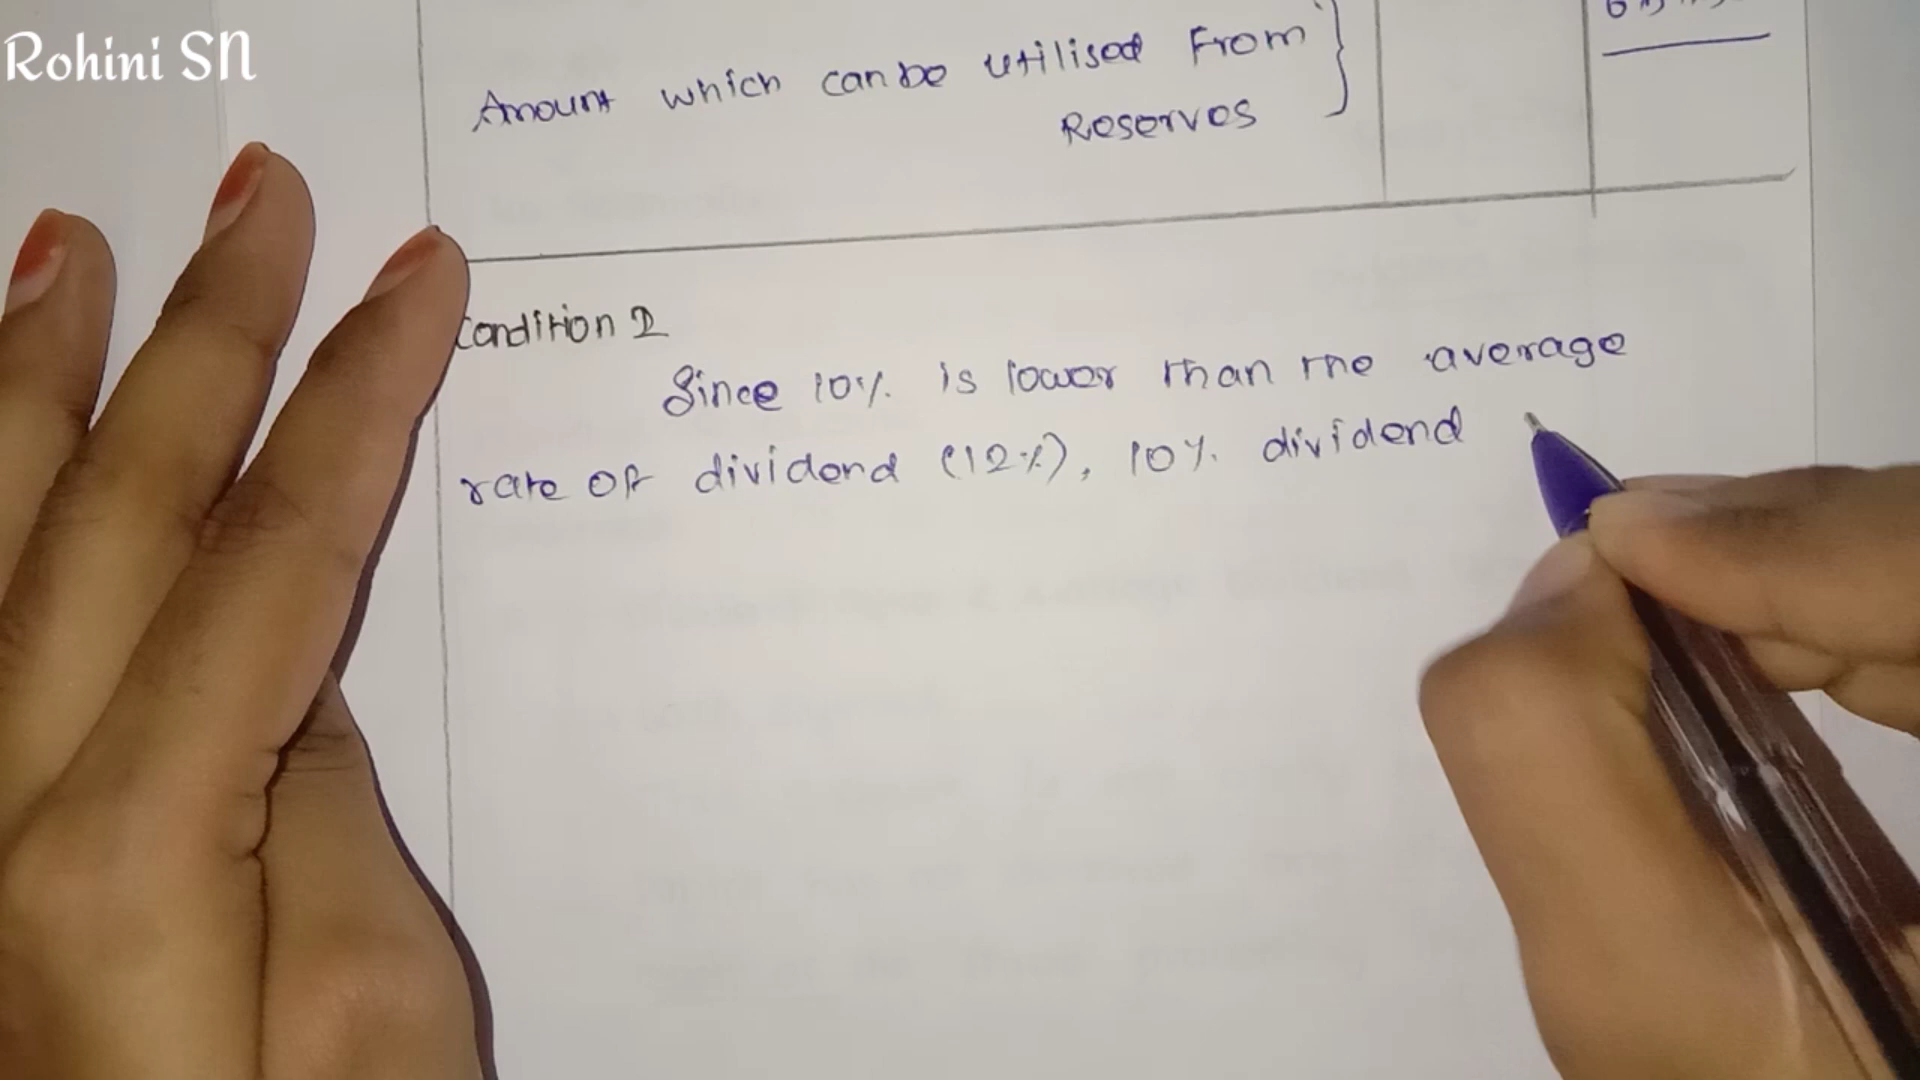 Rohini SN
Amount which can be utilised From
Reserves
Condition I
Since 10% is lower than the average
rate of dividend (12%), 10% dividend